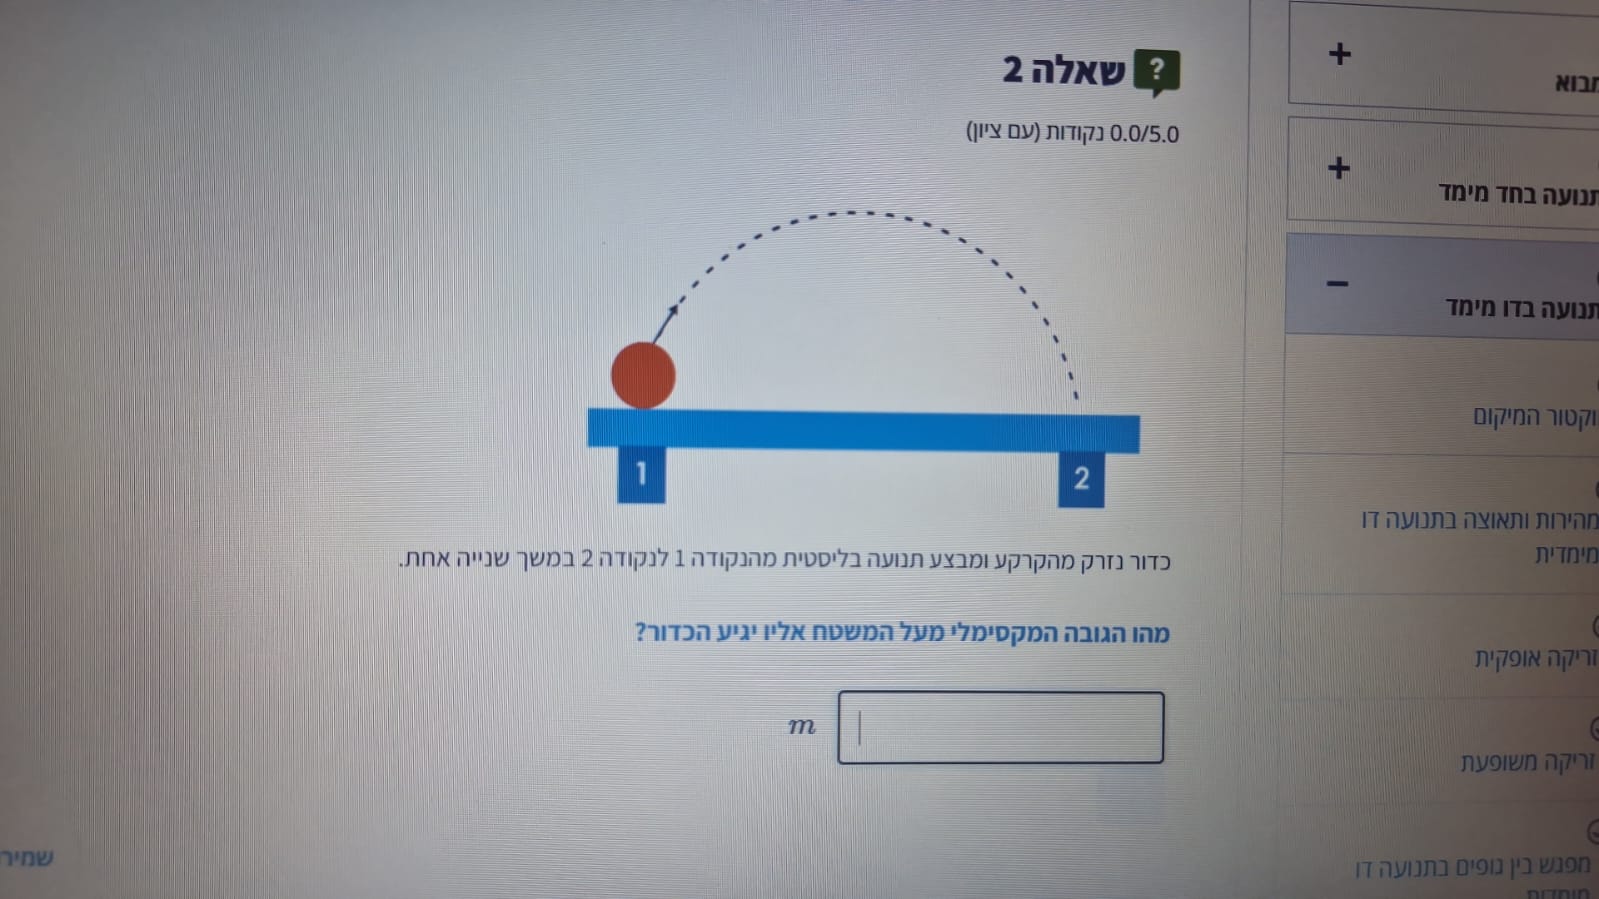 שאלה 2
0.0/5.0 נקודות (עם ציון)
1
2
כדור נזרק מהקרקע ומבצע תנועה בליסטית מהנקודה 1 לנקודה 2 במשך שנייה אחת.
מהו הגובה המקסימלי מעל המשטח אליו יגיע הכדור?
m
+
מבוא
+
תנועה בחד מימד
−
תנועה בדו מימד
וקטור המיקום
מהירות ותאוצה בתנועה דו
מימדית
זריקה אופקית
זריקה משופעת
מפגש בין גופים בתנועה דו
מימדית